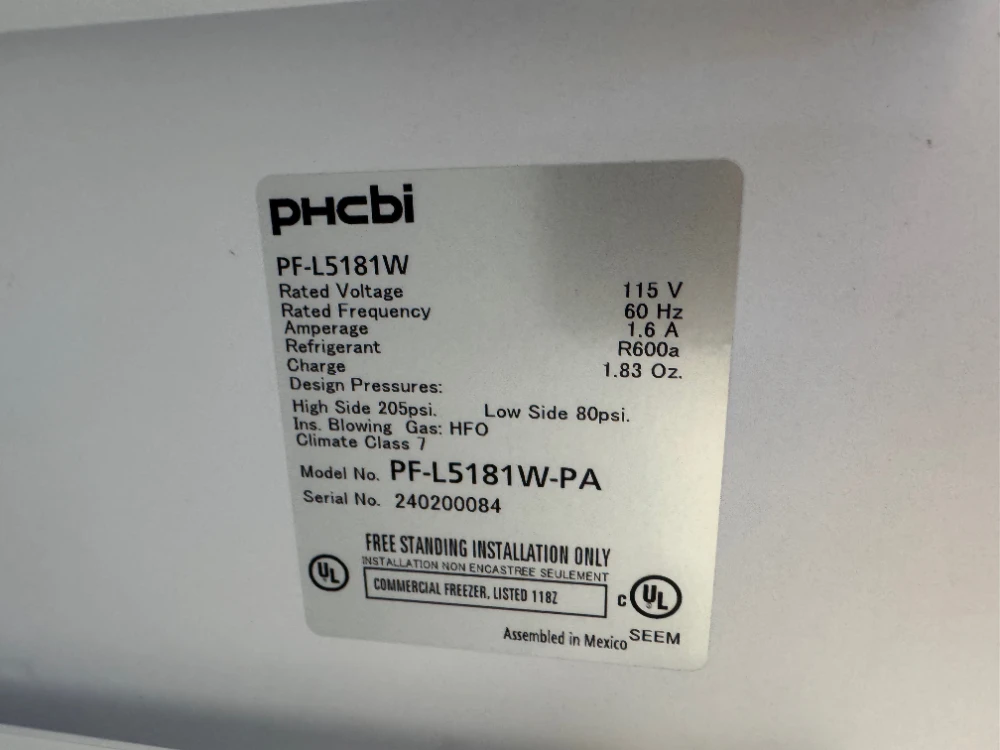 PHCbi
PF-L5181W
Rated Voltage 115 V
Rated Frequency 60 Hz
Amperage 1.6 A
Refrigerant R600a
Charge 1.83 Oz.
Design Pressures:
High Side 205psi. Low Side 80psi.
Ins. Blowing Gas: HFO
Climate Class 7
Model No. PF-L5181W-PA
Serial No. 240200084
FREE STANDING INSTALLATION ONLY
INSTALLATION NON ENCASTREE SEULEMENT
UL COMMERCIAL FREEZER, LISTED 118Z c UL
Assembled in Mexico SEEM